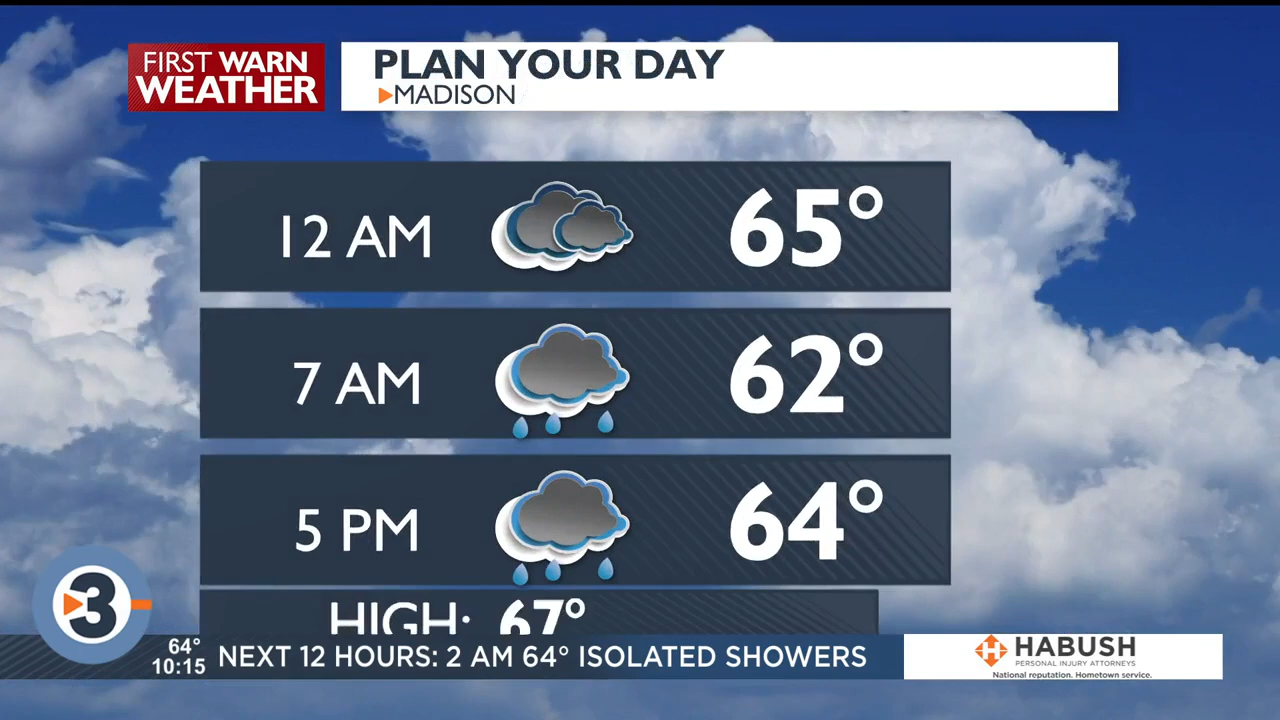 FIRST WARN
WEATHER
PLAN YOUR DAY
MADISON
12 AM 65°
7 AM 62°
5 PM 64°
HIGH: 67°
3
64°
10:15
NEXT 12 HOURS: 2 AM 64° ISOLATED SHOWERS
H HABUSH
PERSONAL INJURY ATTORNEYS
National reputation. Hometown service.